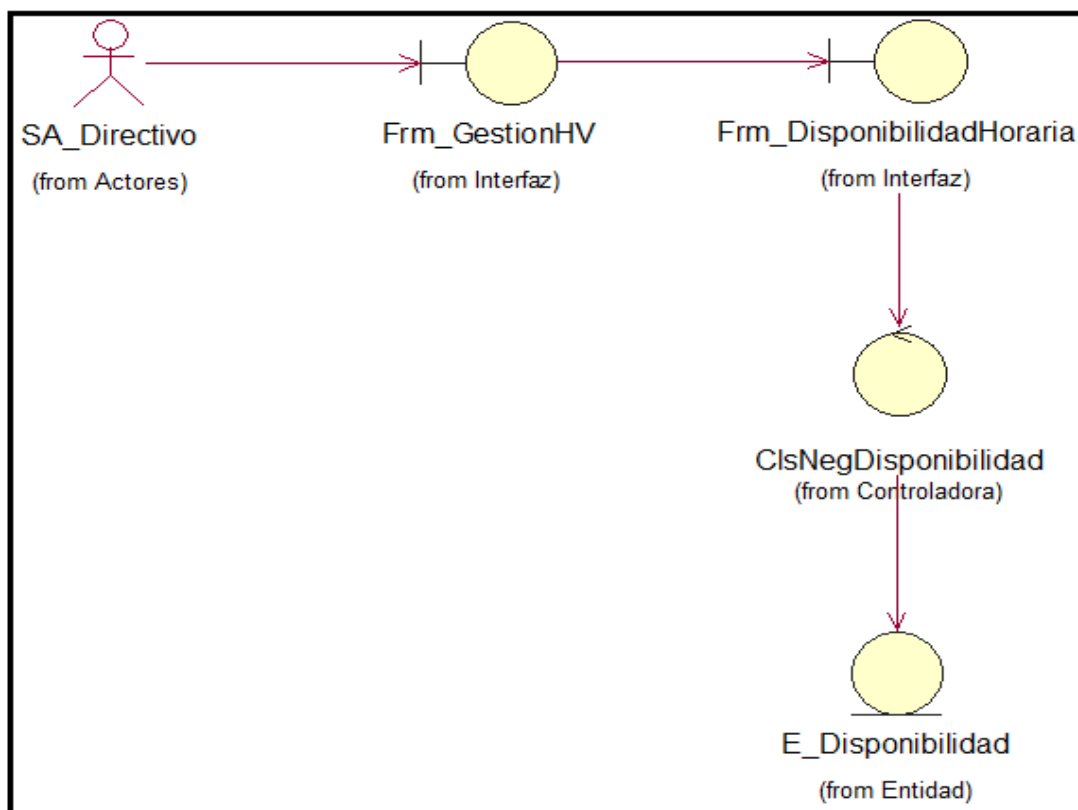 SA_Directivo
(from Actores)
Frm_GestionHV
(from Interfaz)
Frm_DisponibilidadHoraria
(from Interfaz)
ClsNegDisponibilidad
(from Controladora)
E_Disponibilidad
(from Entidad)